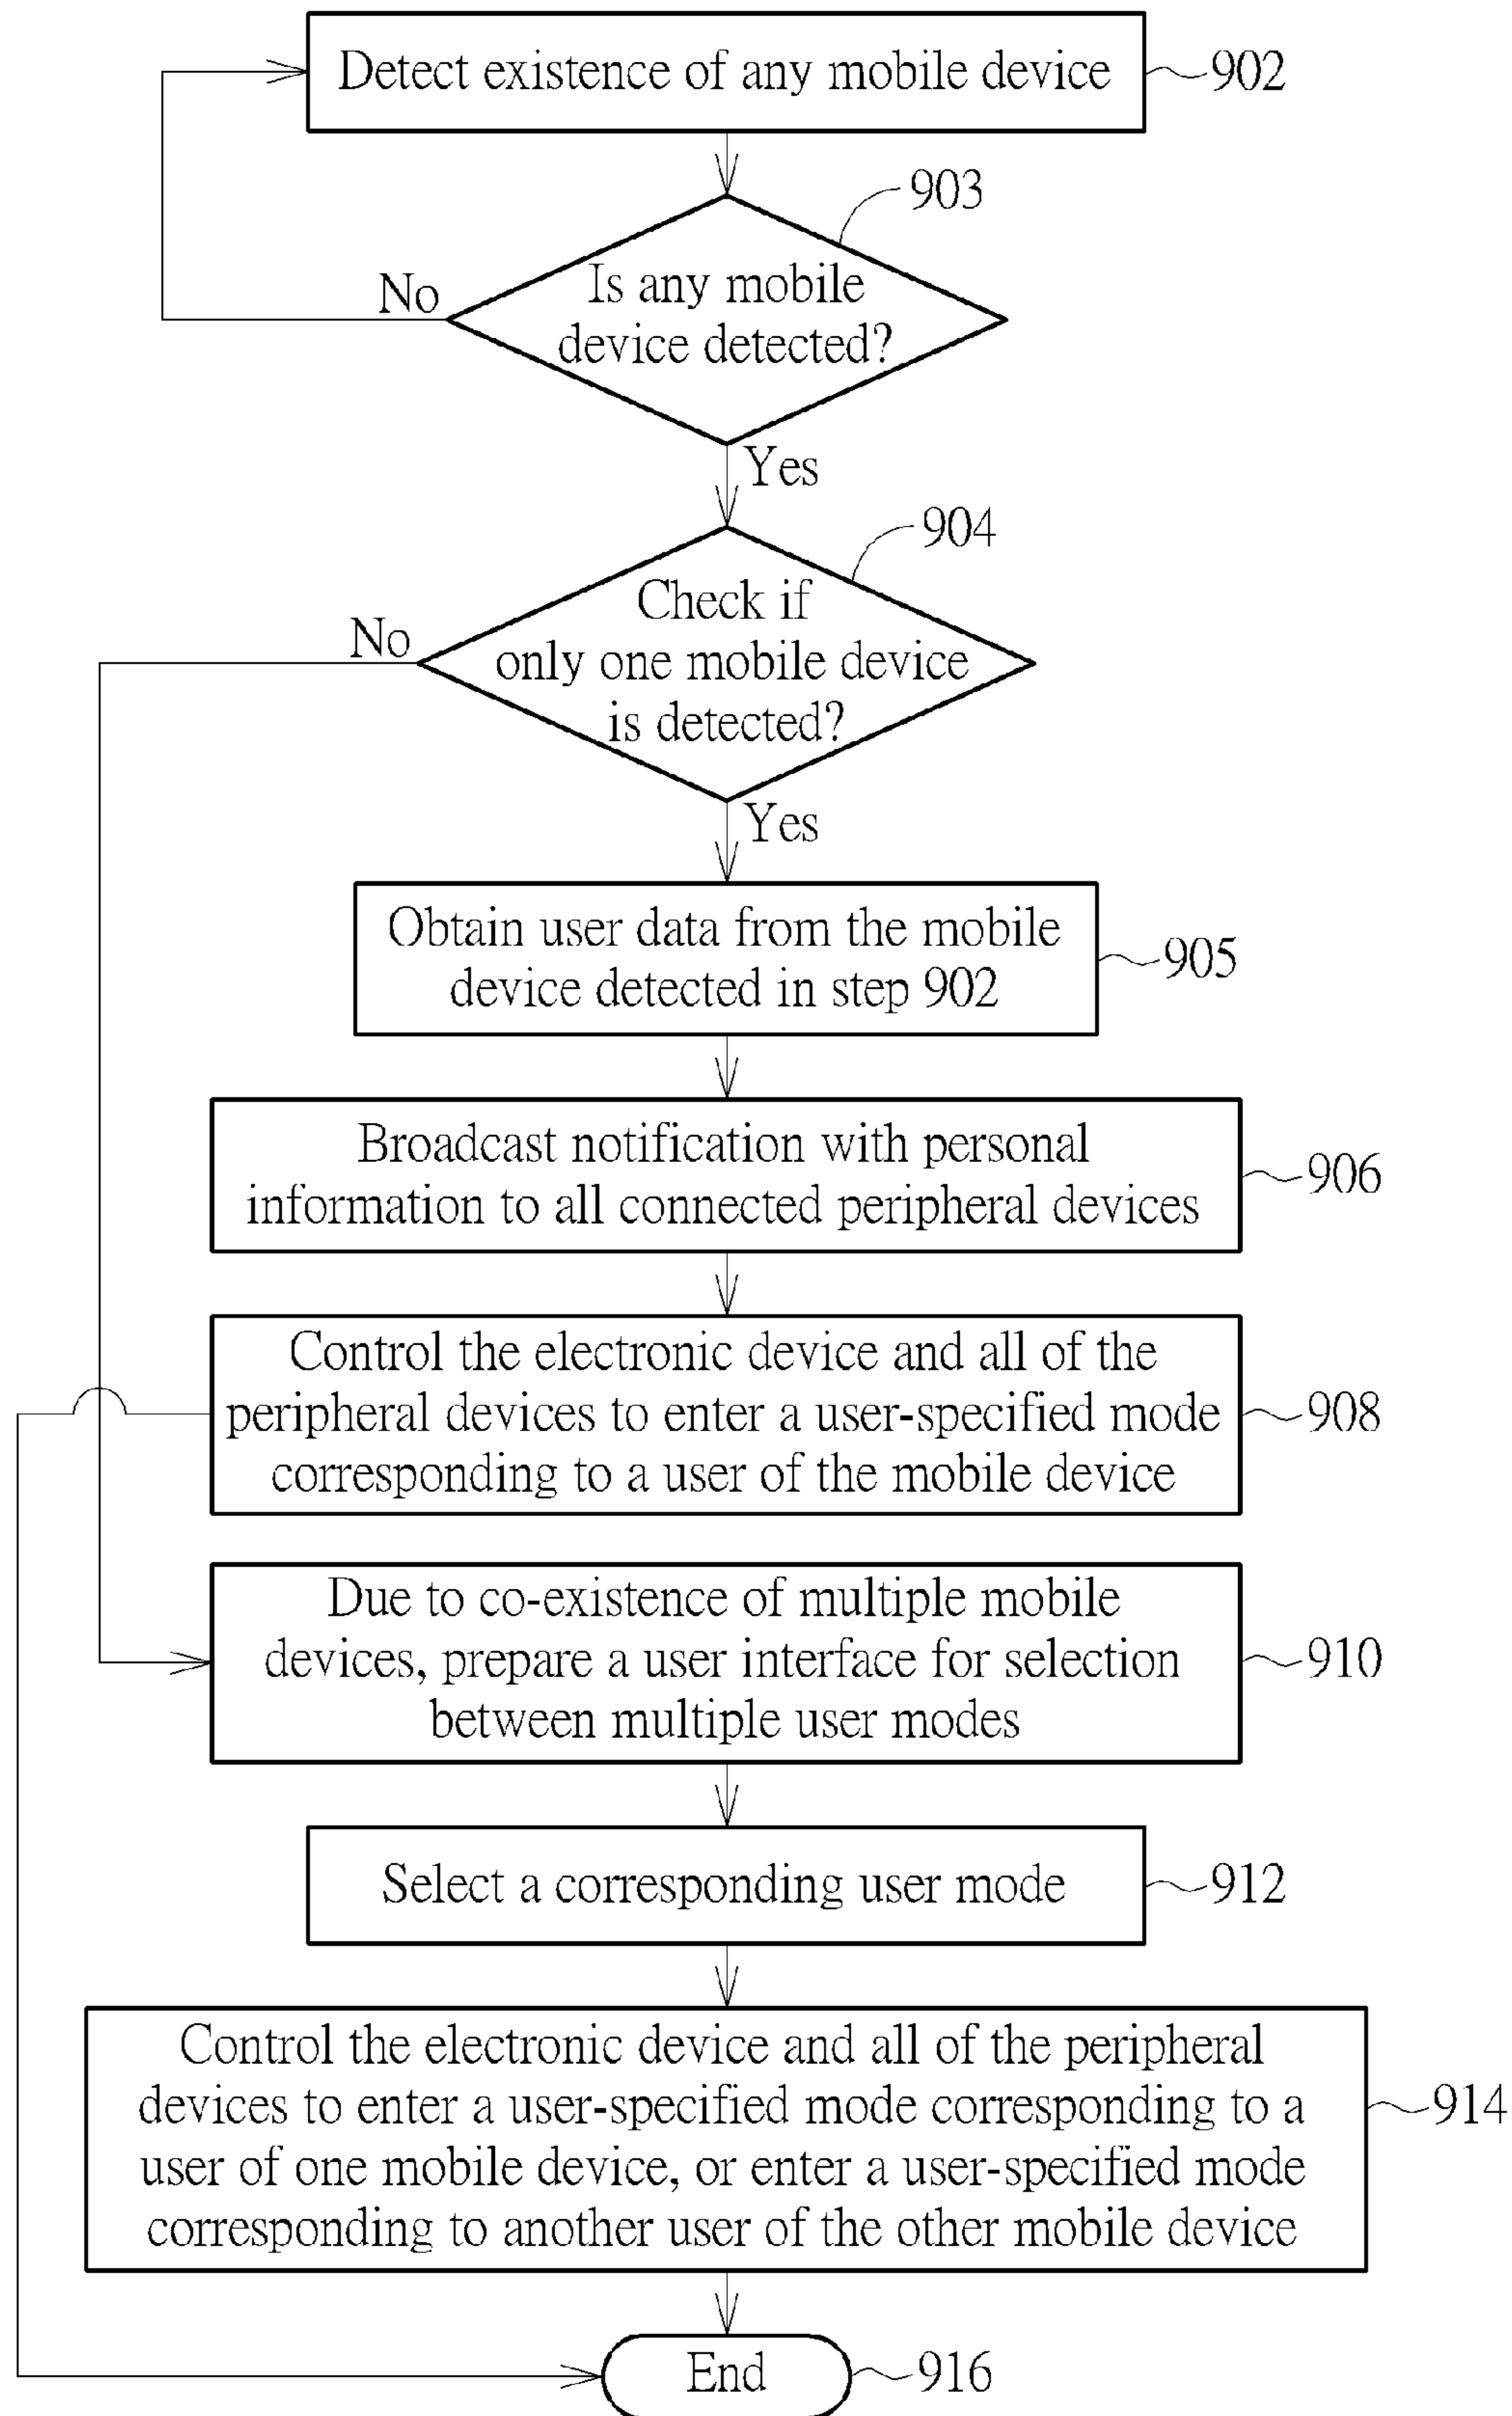 Detect existence of any mobile device
902
903
Is any mobile
device detected?
No
Yes
904
Check if
only one mobile device
is detected?
No
Yes
Obtain user data from the mobile
device detected in step 902
905
Broadcast notification with personal
information to all connected peripheral devices
906
Control the electronic device and all of the
peripheral devices to enter a user-specified mode
corresponding to a user of the mobile device
908
Due to co-existence of multiple mobile
devices, prepare a user interface for selection
between multiple user modes
910
Select a corresponding user mode
912
Control the electronic device and all of the peripheral
devices to enter a user-specified mode corresponding to a
user of one mobile device, or enter a user-specified mode
corresponding to another user of the other mobile device
914
End
916